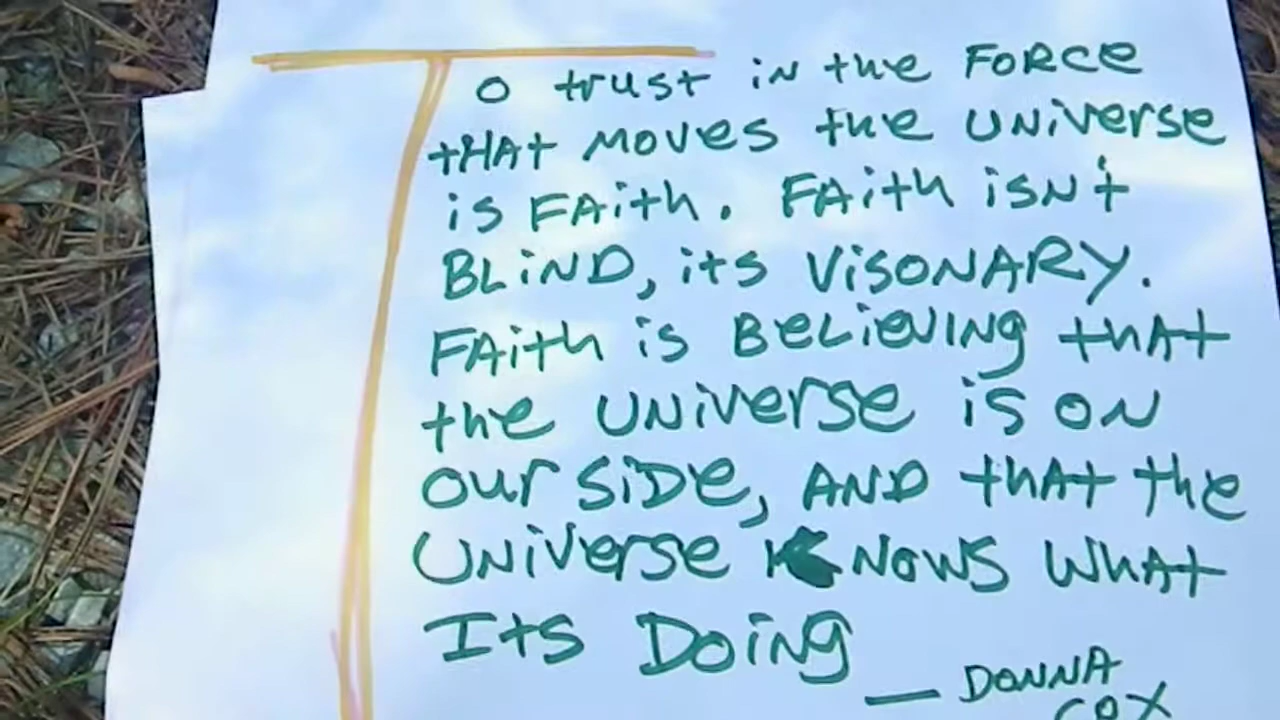 To trust in the FORCE
tHAt moves the UNiverse
is FAith. FAith isN't
BLiND, its VisoNARY.
FAith is BeLieVING thAt
the UNiverse is oN
our SiDe, AND thAt the
UNiverse KNows WhAt
Its DoiNg
— DONNA
Cox